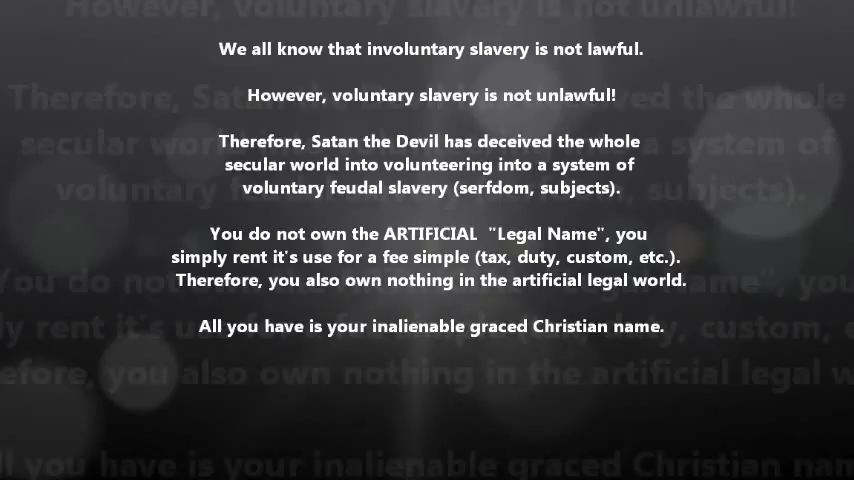 We all know that involuntary slavery is not lawful.
However, voluntary slavery is not unlawful!
Therefore, Satan the Devil has deceived the whole
secular world into volunteering into a system of
voluntary feudal slavery (serfdom, subjects).
You do not own the ARTIFICIAL "Legal Name", you
simply rent it's use for a fee simple (tax, duty, custom, etc.).
Therefore, you also own nothing in the artificial legal world.
All you have is your inalienable graced Christian name.